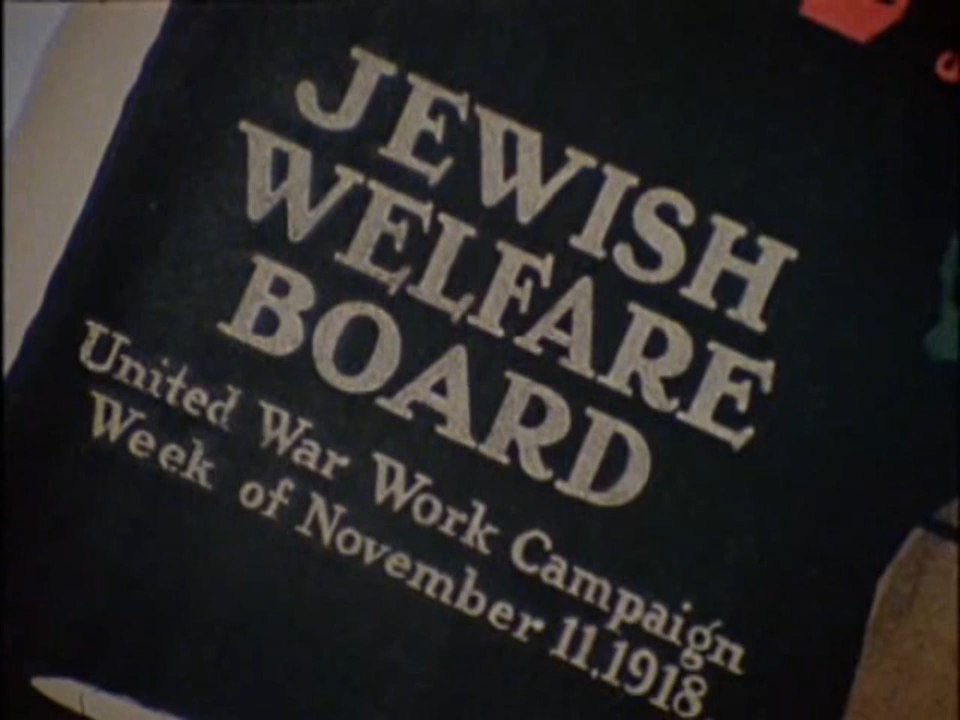 JEWISH
WELFARE
BOARD
United War Work Campaign
Week of November 11,1918